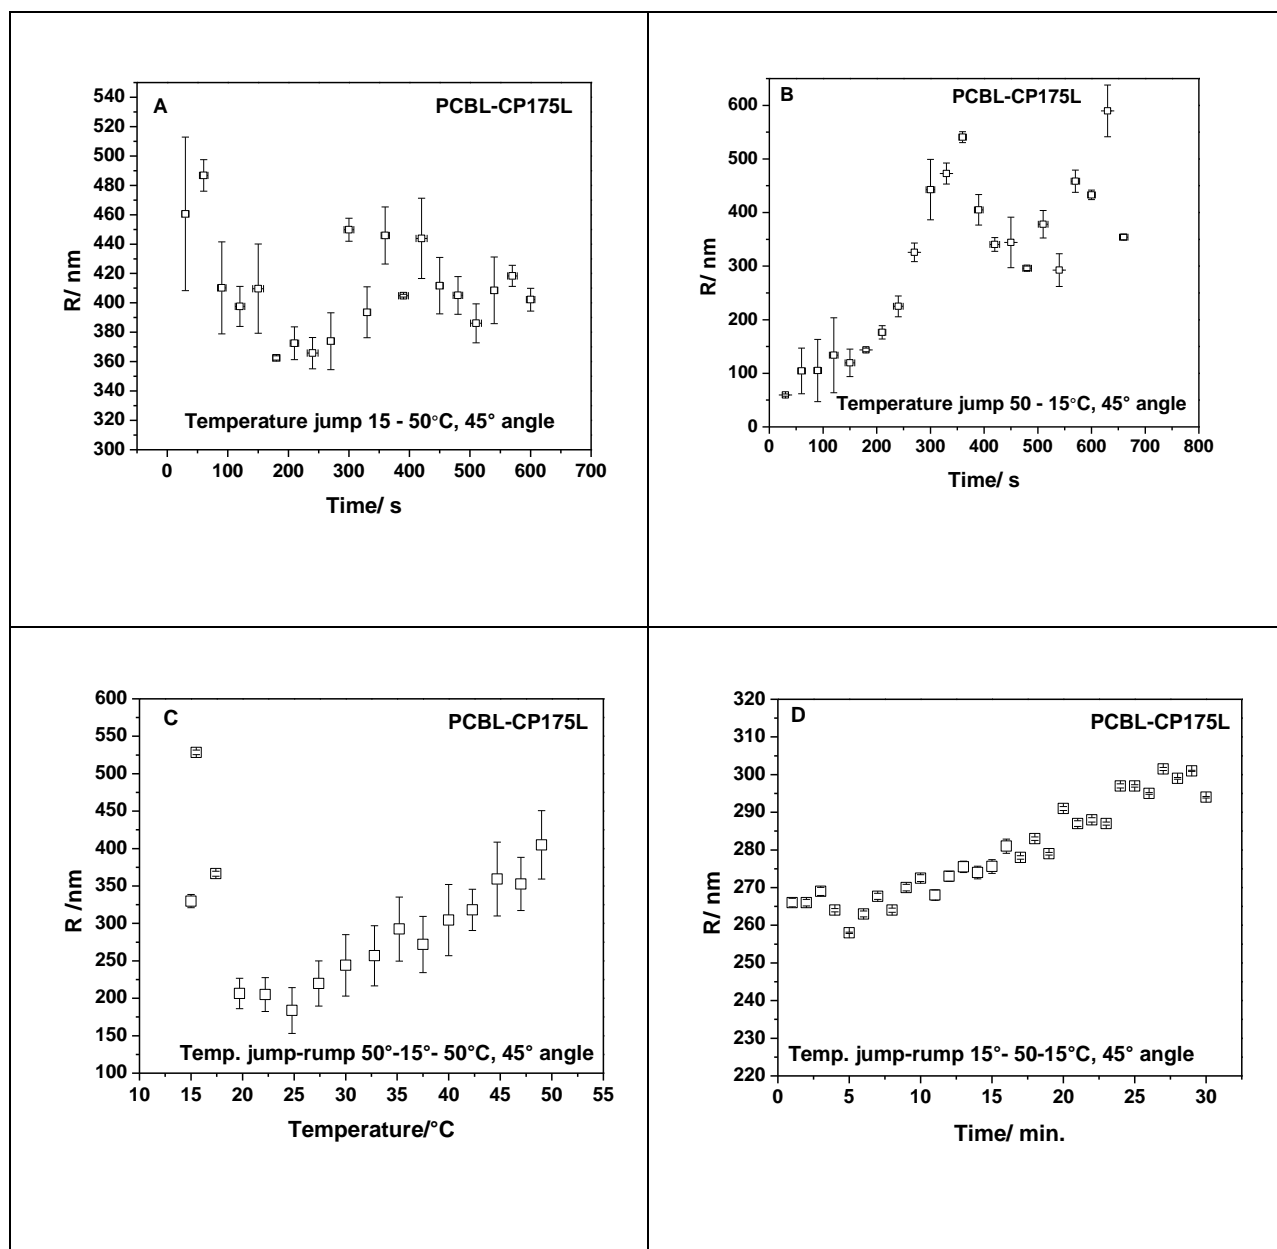 A
PCBL-CP175L
540
530
520
510
500
490
480
460
440
420
400
380
360
340
320
300
R/ nm
Temperature jump 15 - 50°C, 45° angle
0 100 200 300 400 500 600 700
Time/ s
B
PCBL-CP175L
600
500
400
300
200
100
0
R/ nm
Temperature jump 50 - 15°C, 45° angle
0 100 200 300 400 500 600 700 800
Time/ s
C
PCBL-CP175L
600
550
500
450
400
350
300
250
200
150
100
R /nm
Temp. jump-rump 50°-15°- 50°C, 45° angle
10 15 20 25 30 35 40 45 50 55
Temperature/°C
D
PCBL-CP175L
320
310
300
290
280
270
260
250
240
230
220
R/ nm
Temp. jump-rump 15°- 50-15°C, 45° angle
0 5 10 15 20 25 30
Time/ min.